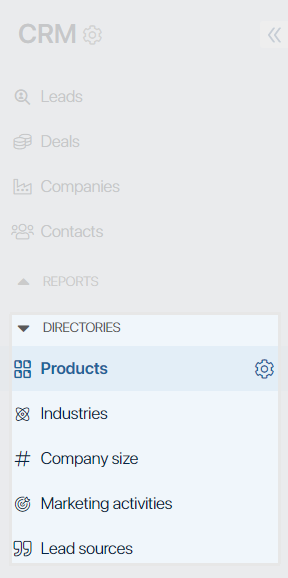 CRM
Leads
Deals
Companies
Contacts
REPORTS
DIRECTORIES
Products
Industries
Company size
Marketing activities
Lead sources